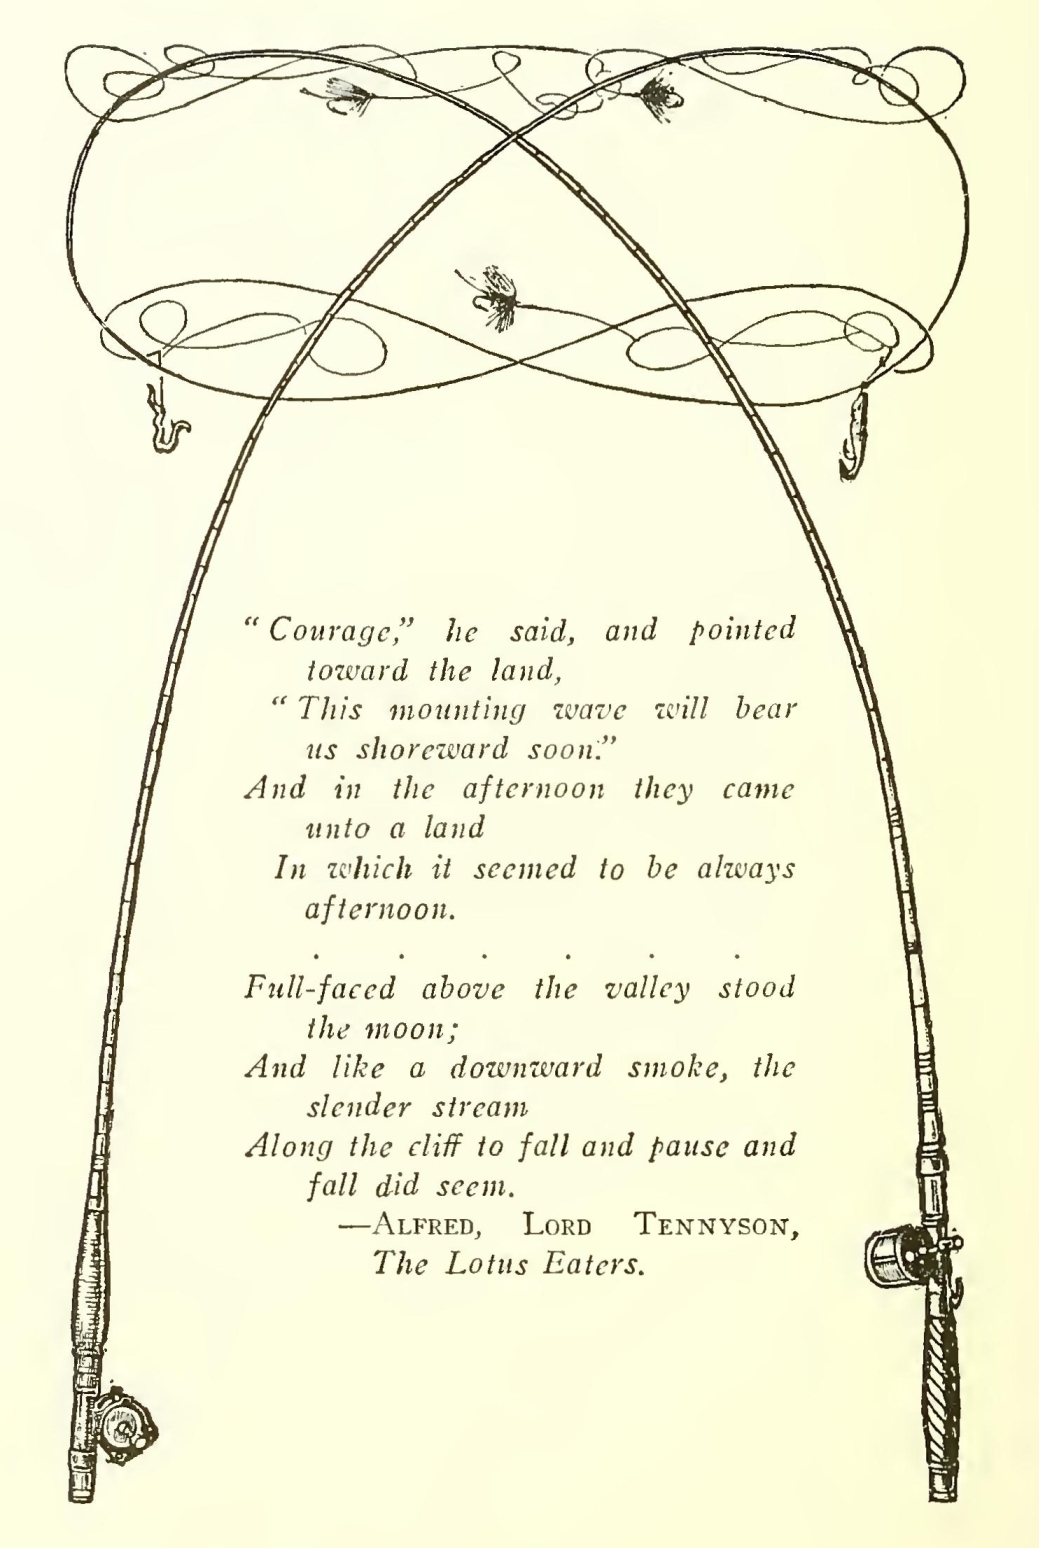 “Courage,” he said, and pointed
toward the land,
“This mounting wave will bear
us shoreward soon.”
And in the afternoon they came
unto a land
In which it seemed to be always
afternoon.
. . . . . .
Full-faced above the valley stood
the moon;
And like a downward smoke, the
slender stream
Along the cliff to fall and pause and
fall did seem.
—ALFRED, LORD TENNYSON,
The Lotus Eaters.